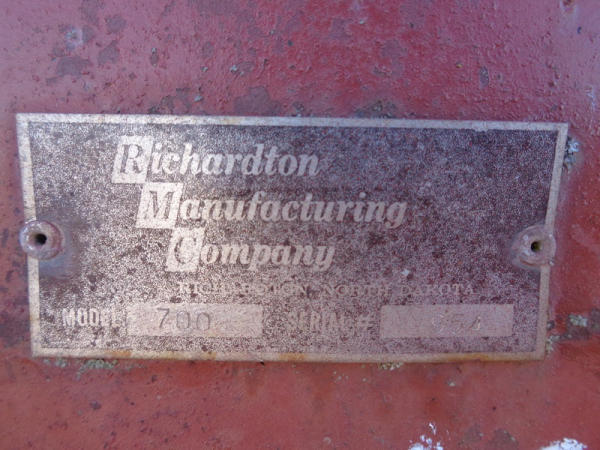 Richardton
Manufacturing
Company
RICHARDTON, NORTH DAKOTA
MODEL 700 SERIAL #